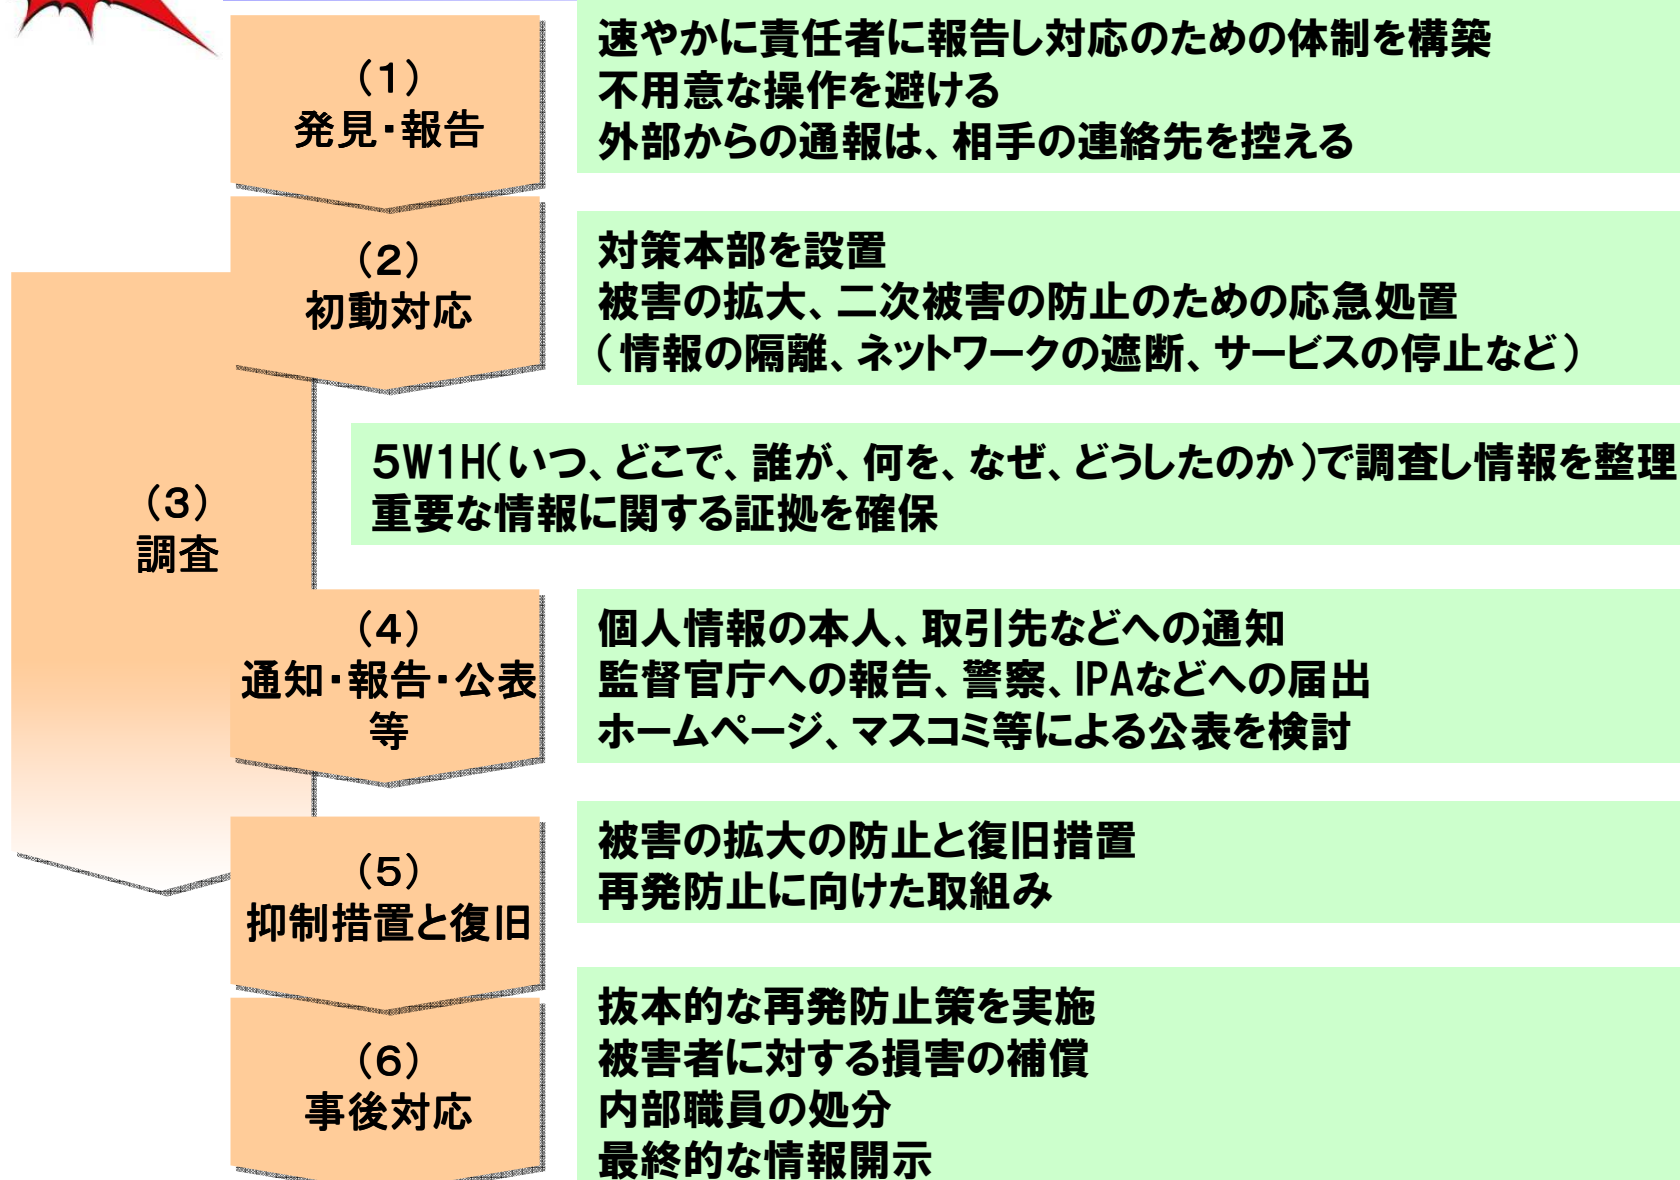 (1)
発見・報告
速やかに責任者に報告し対応のための体制を構築
不用意な操作を避ける
外部からの通報は、相手の連絡先を控える
(2)
初動対応
対策本部を設置
被害の拡大、二次被害の防止のための応急処置
(情報の隔離、ネットワークの遮断、サービスの停止など)
(3)
調査
5W1H(いつ、どこで、誰が、何を、なぜ、どうしたのか)で調査し情報を整理
重要な情報に関する証拠を確保
(4)
通知・報告・公表
等
個人情報の本人、取引先などへの通知
監督官庁への報告、警察、IPAなどへの届出
ホームページ、マスコミ等による公表を検討
(5)
抑制措置と復旧
被害の拡大の防止と復旧措置
再発防止に向けた取組み
(6)
事後対応
抜本的な再発防止策を実施
被害者に対する損害の補償
内部職員の処分
最終的な情報開示